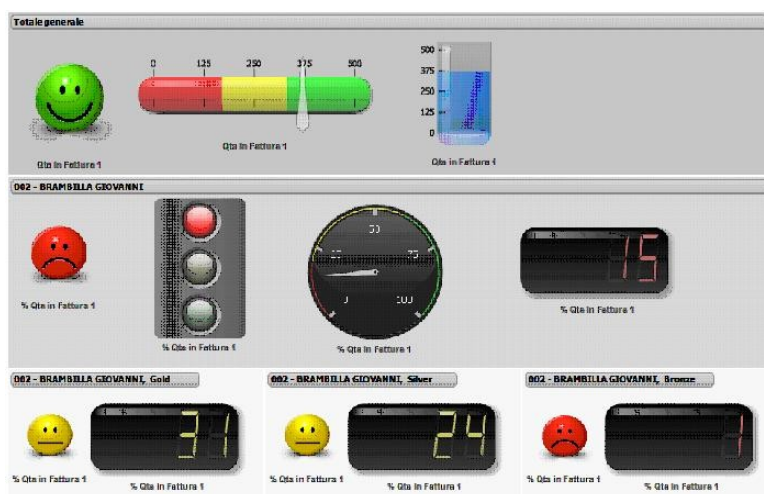 Totale generale
0 125 250 375 500
500
375
250
125
0
Qta in Fattura 1
Qta in Fattura 1
Qta in Fattura 1
002 - BRAMBILLA GIOVANNI
50
25 75
0 100
15
% Qta in Fattura 1
% Qta in Fattura 1
% Qta in Fattura 1
% Qta in Fattura 1
002 - BRAMBILLA GIOVANNI, Gold
002 - BRAMBILLA GIOVANNI, Silver
002 - BRAMBILLA GIOVANNI, Bronze
31
24
1
% Qta in Fattura 1
% Qta in Fattura 1
% Qta in Fattura 1
% Qta in Fattura 1
% Qta in Fattura 1
% Qta in Fattura 1